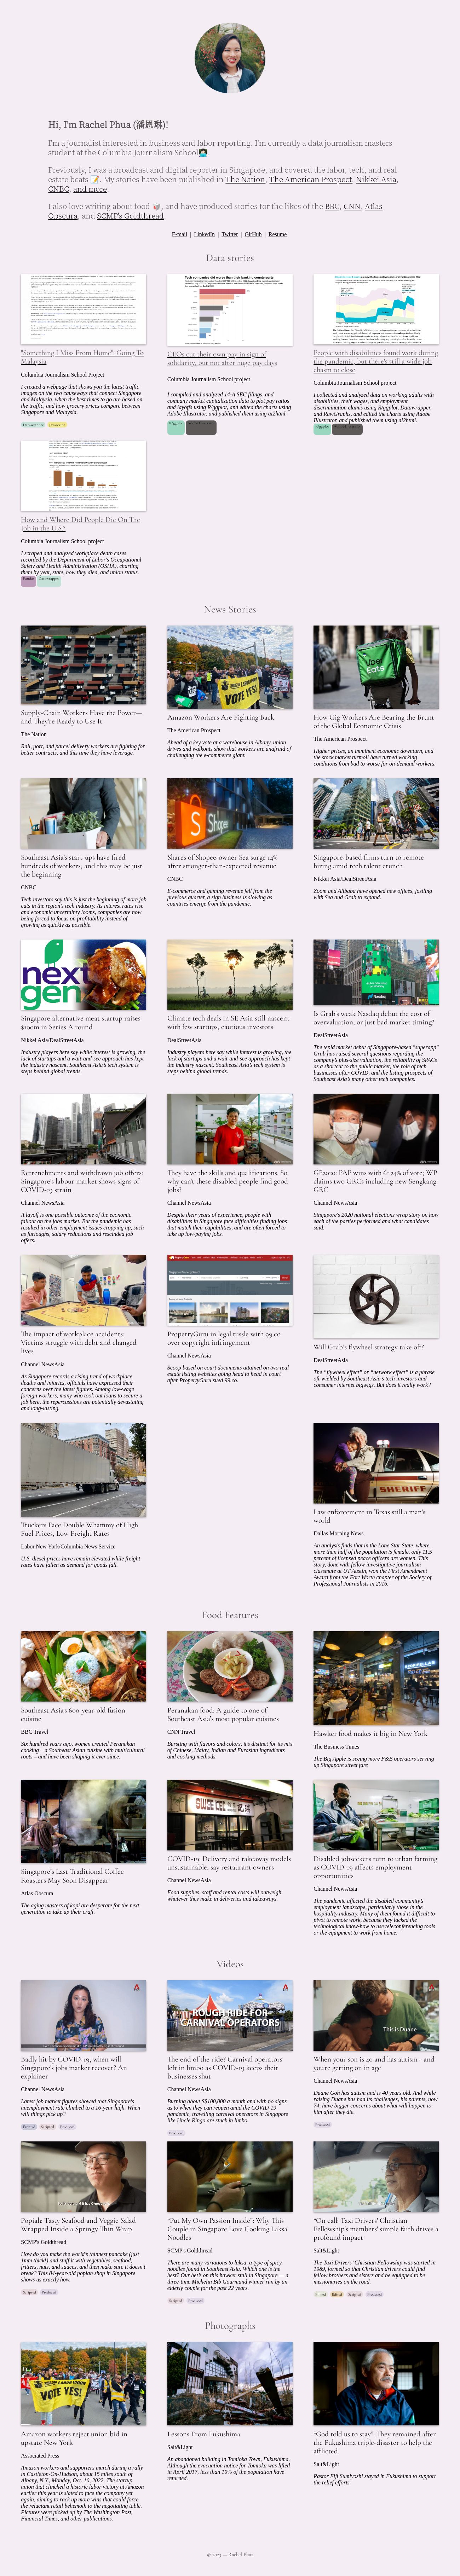 Hi, I'm Rachel Phua (潘恩琳)!
I'm a journalist interested in business and labor reporting. I'm currently a data journalism masters
student at the Columbia Journalism School👩🏻‍💻.
Previously, I was a broadcast and digital reporter in Singapore, and covered the labor, tech, and real
estate beats 📝. My stories have been published in The Nation, The American Prospect, Nikkei Asia,
CNBC, and more.
I also love writing about food 🥡, and have produced stories for the likes of the BBC, CNN, Atlas
Obscura, and SCMP's Goldthread.
E-mail | LinkedIn | Twitter | GitHub | Resume
Data stories
"Something I Miss From Home": Going To
Malaysia
Columbia Journalism School Project
I created a webpage that shows you the latest traffic
images on the two causeways that connect Singapore
and Malaysia, when the best times to go are based on
the traffic, and how grocery prices compare between
Singapore and Malaysia.
Datawrapper Javascript
Tech companies did worse than their banking counterparts
CEOs cut their own pay in sign of
solidarity, but not after huge pay days
Columbia Journalism School project
I compiled and analyzed 14-A SEC filings, and
company market capitalization data to plot pay ratios
and layoffs using R/ggplot, and edited the charts using
Adobe Illustrator, and published them using ai2html.
R/ggplot
People with disabilities found work during
the pandemic, but there's still a wide job
chasm to close
Columbia Journalism School project
I collected and analyzed data on working adults with
disabilities, their wages, and employment
discrimination claims using R/ggplot, Datawrapper,
and RawGraphs, and edited the charts using Adobe
Illustrator, and published them using ai2html.
R/ggplot
How and Where Did People Die On The
Job in the U.S.?
Columbia Journalism School project
I scraped and analyzed workplace death cases
recorded by the Department of Labor's Occupational
Safety and Health Administration (OSHA), charting
them by year, state, how they died, and union status.
Pandas Datawrapper
News Stories
Supply-Chain Workers Have the Power—
and They're Ready to Use It
The Nation
Rail, port, and parcel delivery workers are fighting for
better contracts, and this time they have leverage.
VOTE YES!
Amazon Workers Are Fighting Back
The American Prospect
Ahead of a key vote at a warehouse in Albany, union
drives and walkouts show that workers are unafraid of
challenging the e-commerce giant.
Uber
Eats
How Gig Workers Are Bearing the Brunt
of the Global Economic Crisis
The American Prospect
Higher prices, an imminent economic downturn, and
the stock market turmoil have turned working
conditions from bad to worse for on-demand workers.
Southeast Asia's start-ups have fired
hundreds of workers, and this may be just
the beginning
CNBC
Tech investors say this is just the beginning of more job
cuts in the region's tech industry. As interest rates rise
and economic uncertainty looms, companies are now
being forced to focus on profitability instead of
growing as quickly as possible.
Shopee
Shares of Shopee-owner Sea surge 14%
after stronger-than-expected revenue
CNBC
E-commerce and gaming revenue fell from the
previous quarter, a sign business is slowing as
countries emerge from the pandemic.
Singapore-based firms turn to remote
hiring amid tech talent crunch
Nikkei Asia/DealStreetAsia
Zoom and Alibaba have opened new offices, jostling
with Sea and Grab to expand.
next
gen
Singapore alternative meat startup raises
$100m in Series A round
Nikkei Asia/DealStreetAsia
Industry players here say while interest is growing, the
lack of startups and a wait-and-see approach has kept
the industry nascent. Southeast Asia's tech system is
steps behind global trends.
Climate tech deals in SE Asia still nascent
with few startups, cautious investors
DealStreetAsia
Industry players here say while interest is growing, the
lack of startups and a wait-and-see approach has kept
the industry nascent. Southeast Asia's tech system is
steps behind global trends.
Is Grab's weak Nasdaq debut the cost of
overvaluation, or just bad market timing?
DealStreetAsia
The tepid market debut of Singapore-based "superapp"
Grab has raised several questions regarding the
company's plus-size valuation, the reliability of SPACs
as a shortcut to the public market, the role of tech
businesses after COVID, and the listing prospects of
Southeast Asia's many other tech companies.
Retrenchments and withdrawn job offers:
Singapore's labour market shows signs of
COVID-19 strain
Channel NewsAsia
A layoff is one possible outcome of the economic
fallout on the jobs market. But the pandemic has
resulted in other employment issues cropping up, such
as furloughs, salary reductions and rescinded job
offers.
They have the skills and qualifications. So
why can't these disabled people find good
jobs?
Channel NewsAsia
Despite their years of experience, people with
disabilities in Singapore face difficulties finding jobs
that match their capabilities, and are often forced to
take up low-paying jobs.
GE2020: PAP wins with 61.24% of vote; WP
claims two GRCs including new Sengkang
GRC
Channel NewsAsia
Singapore's 2020 national elections wrap story on how
each of the parties performed and what candidates
said.
The impact of workplace accidents:
Victims struggle with debt and changed
lives
Channel NewsAsia
As Singapore records a rising trend of workplace
deaths and injuries, officials have expressed their
concerns over the latest figures. Among low-wage
foreign workers, many who took out loans to secure a
job here, the repercussions are potentially devastating
and long-lasting.
Singapore Property Search
PropertyGuru in legal tussle with 99.co
over copyright infringement
Channel NewsAsia
Scoop based on court documents attained on two real
estate listing websites going head to head in court
after PropertyGuru sued 99.co.
Will Grab's flywheel strategy take off?
DealStreetAsia
The "flywheel effect" or "network effect" is a phrase
oft-wielded by Southeast Asia's tech investors and
consumer internet bigwigs. But does it really work?
Truckers Face Double Whammy of High
Fuel Prices, Low Freight Rates
Labor New York/Columbia News Service
U.S. diesel prices have remain elevated while freight
rates have fallen as demand for goods fall.
SHERIFF
Law enforcement in Texas still a man's
world
Dallas Morning News
An analysis finds that in the Lone Star State, where
more than half of the population is female, only 11.5
percent of licensed peace officers are women. This
story, done with fellow investigative journalism
classmate at UT Austin, won the First Amendment
Award from the Fort Worth chapter of the Society of
Professional Journalists in 2016.
Food Features
Southeast Asia's 600-year-old fusion
cuisine
BBC Travel
Six hundred years ago, women created Peranakan
cooking – a Southeast Asian cuisine with multicultural
roots – and have been shaping it ever since.
Peranakan food: A guide to one of
Southeast Asia's most popular cuisines
CNN Travel
Bursting with flavors and colors, it's distinct for its mix
of Chinese, Malay, Indian and Eurasian ingredients
and cooking methods.
Hawker food makes it big in New York
The Business Times
The Big Apple is seeing more F&B operators serving
up Singapore street fare
Singapore's Last Traditional Coffee
Roasters May Soon Disappear
Atlas Obscura
The aging masters of kopi are desperate for the next
generation to take up their craft.
SWEE KEE
COVID-19: Delivery and takeaway models
unsustainable, say restaurant owners
Channel NewsAsia
Food supplies, staff and rental costs will outweigh
whatever they make in deliveries and takeaways.
Disabled jobseekers turn to urban farming
as COVID-19 affects employment
opportunities
Channel NewsAsia
The pandemic affected the disabled community's
employment landscape, particularly those in the
hospitality industry. Many of them found it difficult to
pivot to remote work, because they lacked the
technological know-how to use teleconferencing tools
or the equipment to work from home.
Videos
Badly hit by COVID-19, when will
Singapore's jobs market recover? An
explainer
Channel NewsAsia
Latest job market figures showed that Singapore's
unemployment rate climbed to a 16-year high. When
will things pick up?
Scripted Produced
ROUGH RIDE FOR
CARNIVAL OPERATORS
The end of the ride? Carnival operators
left in limbo as COVID-19 keeps their
businesses shut
Channel NewsAsia
Burning about S$100,000 a month and with no signs
as to when they can reopen amid the COVID-19
pandemic, travelling carnival operators in Singapore
like Uncle Ringo are stuck in limbo.
Produced
This is Duane
When your son is 40 and has autism - and
you're getting on in age
Channel NewsAsia
Duane Goh has autism and is 40 years old. And while
raising Duane has had its challenges, his parents, now
74, have bigger concerns about what will happen to
him after they die.
Produced
Popiah: Tasty Seafood and Veggie Salad
Wrapped Inside a Springy Thin Wrap
SCMP's Goldthread
How do you make the world's thinnest pancake (just
1mm thick!) and stuff it with vegetables, seafood,
fritters, nuts, and sauces, and then make sure it doesn't
break? This 84-year-old popiah shop in Singapore
shows us exactly how.
Scripted Produced
"Put My Own Passion Inside": Why This
Couple in Singapore Love Cooking Laksa
Noodles
SCMP's Goldthread
There are many variations to laksa, a type of spicy
noodles found in Southeast Asia. Which one is the
best? Our bet's on this hawker stall in Singapore — a
three-time Michelin Bib Gourmand winner run by an
elderly couple for the past 22 years.
Scripted Produced
"On call: Taxi Drivers' Christian
Fellowship's members' simple faith drives a
profound impact
Salt&Light
The Taxi Drivers' Christian Fellowship was started in
1989, formed so that Christian drivers could find
fellow brothers and sisters and be equipped to be
missionaries on the road.
Filmed Edited Scripted Produced
Photographs
VOTE YES!
Amazon workers reject union bid in
upstate New York
Associated Press
Amazon workers and supporters march during a rally
in Castleton-On-Hudson, about 15 miles south of
Albany, N.Y., Monday, Oct. 10, 2022. The startup
union that clinched a historic labor victory at Amazon
earlier this year is slated to face the company yet
again, aiming to rack up more wins that could force
the reluctant retail behemoth to the negotiating table.
Pictures were picked up by The Washington Post,
Financial Times, and other publications.
Lessons From Fukushima
Salt&Light
An abandoned building in Tomioka Town, Fukushima.
Although the evacuation notice for Tomioka was lifted
in April 2017, less than 10% of the population have
returned.
"God told us to stay": They remained after
the Fukushima triple-disaster to help the
afflicted
Salt&Light
Pastor Eiji Sumiyoshi stayed in Fukushima to support
the relief efforts.
© 2023 — Rachel Phua